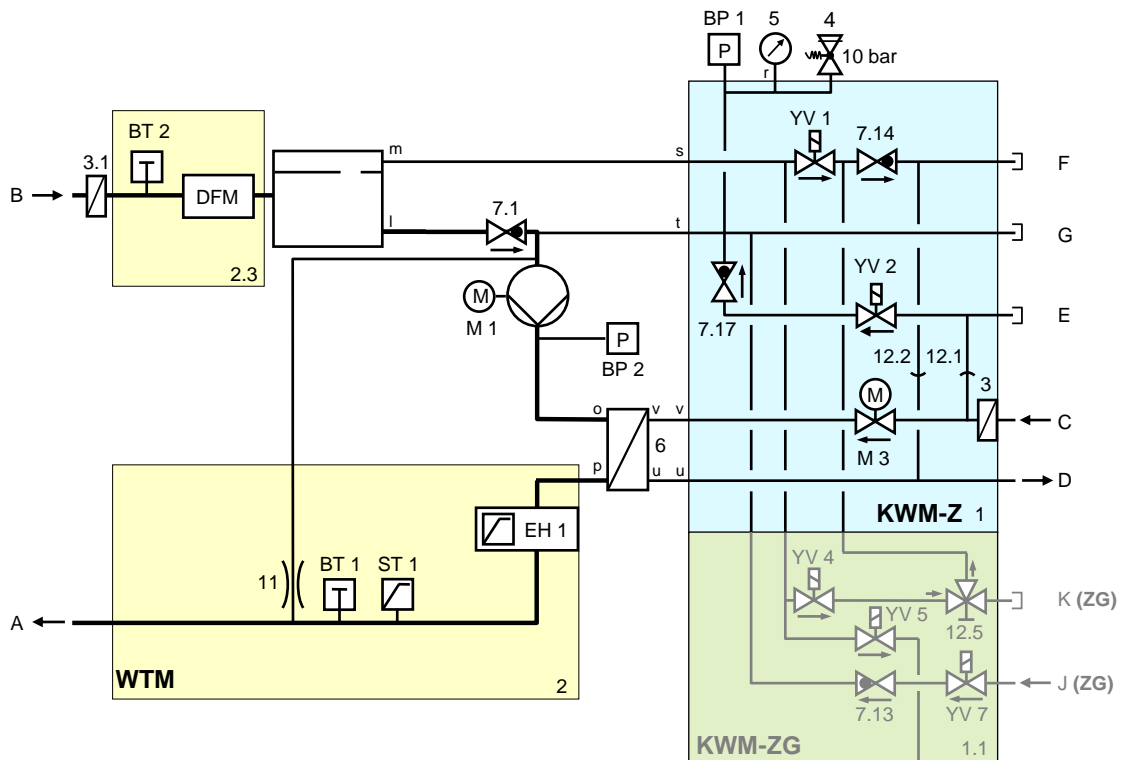 BP 1
5
4
P
10 bar
r
YV 1
7.14
BT 2
3.1
m
s
F
B
DFM
l
7.1
t
G
2.3
YV 2
M
M 1
7.17
E
P
BP 2
12.2
12.1
M
3
o
v
v
C
6
M 3
p
u
u
D
KWM-Z
1
EH 1
YV 4
BT 1
ST 1
11
K (ZG)
YV 5
12.5
A
WTM
2
J (ZG)
7.13
YV 7
KWM-ZG
1.1